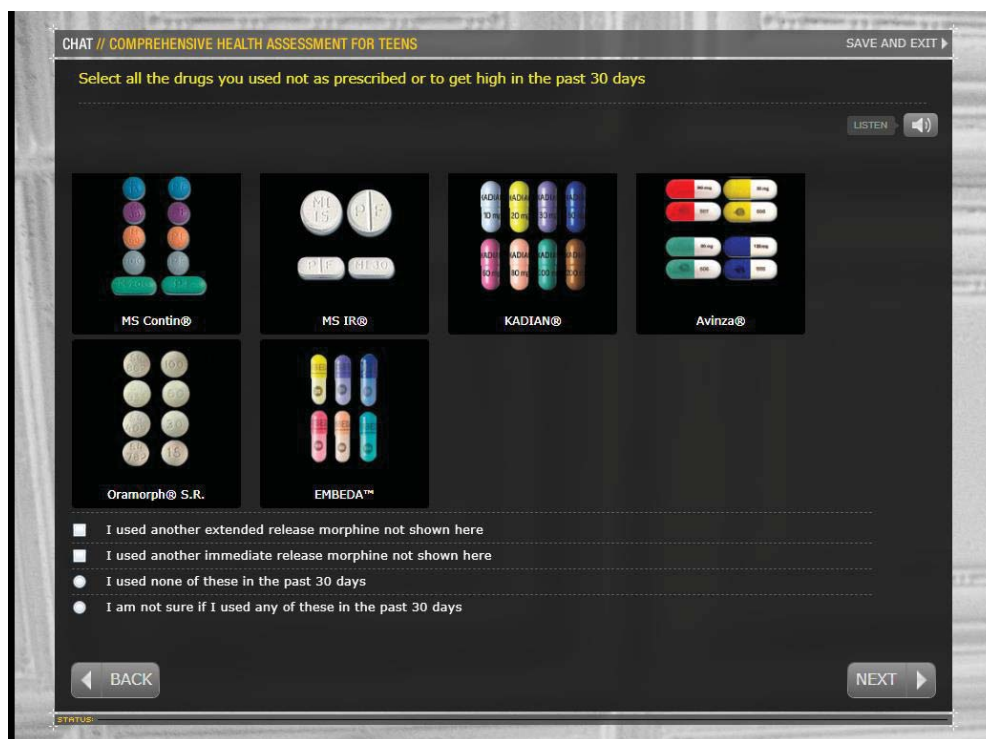 CHAT // COMPREHENSIVE HEALTH ASSESSMENT FOR TEENS
SAVE AND EXIT
Select all the drugs you used not as prescribed or to get high in the past 30 days
LISTEN
MS Contin®
MS IR®
KADIAN®
Avinza®
Oramorph® S.R.
EMBEDA™
I used another extended release morphine not shown here
I used another immediate release morphine not shown here
I used none of these in the past 30 days
I am not sure if I used any of these in the past 30 days
BACK
NEXT
STATUS: